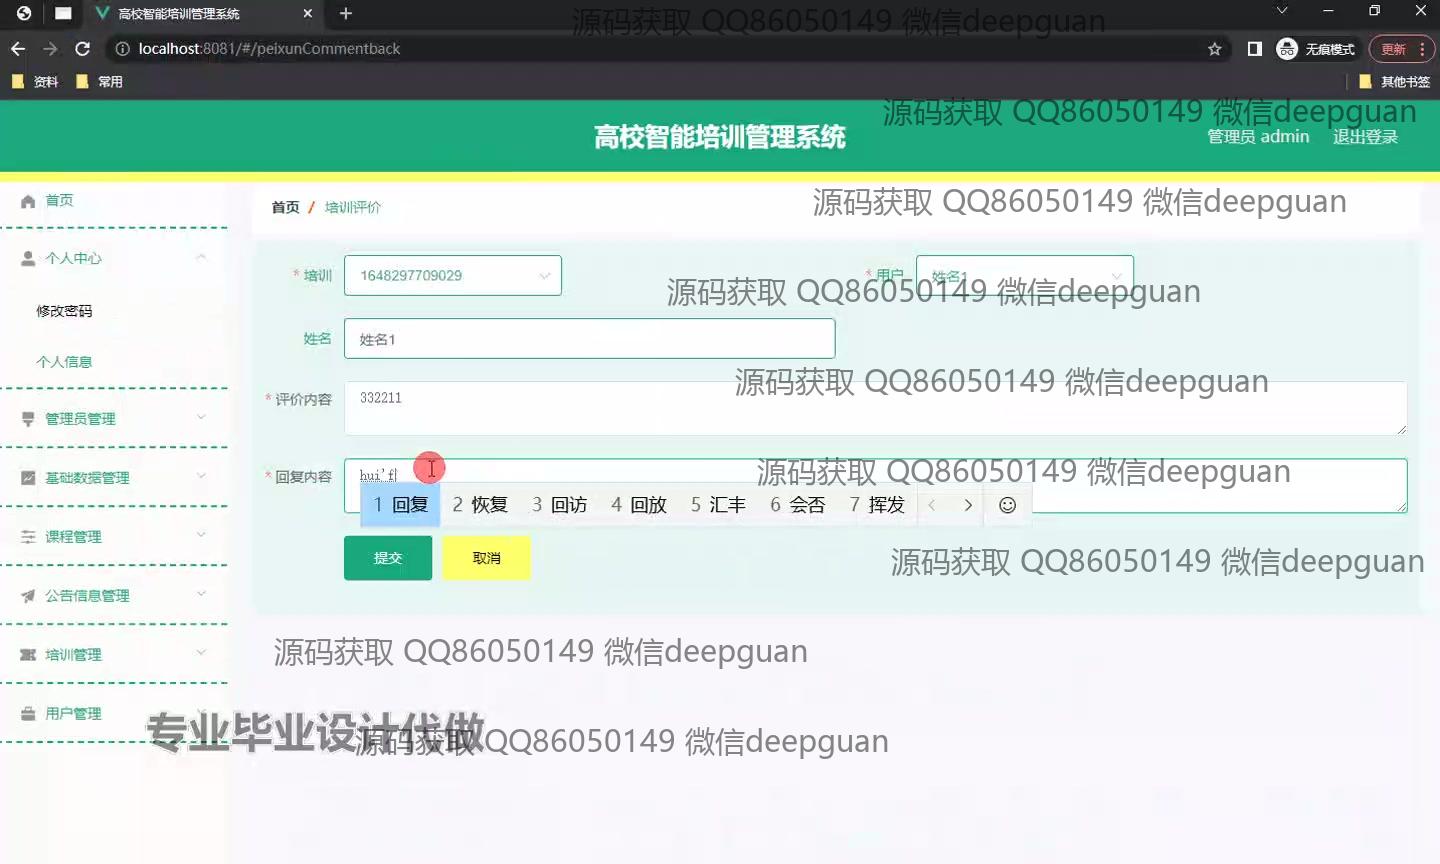 高校智能培训管理系统
源码获取 QQ86050149 微信deepguan
localhost:8081/#/peixunCommentback
无痕模式
更新
资料
常用
其他书签
源码获取 QQ86050149 微信deepguan
高校智能培训管理系统
管理员 admin
退出登录
首页
首页 / 培训评价
源码获取 QQ86050149 微信deepguan
个人中心
* 培训
1648297709029
* 用户
姓名1
源码获取 QQ86050149 微信deepguan
修改密码
姓名
姓名1
个人信息
源码获取 QQ86050149 微信deepguan
* 评价内容
332211
管理员管理
* 回复内容
hui'f
源码获取 QQ86050149 微信deepguan
基础数据管理
1 回复 2 恢复 3 回访 4 回放 5 汇丰 6 会否 7 挥发
课程管理
提交
取消
源码获取 QQ86050149 微信deepguan
公告信息管理
培训管理
源码获取 QQ86050149 微信deepguan
用户管理
专业毕业设计代做
源码获取 QQ86050149 微信deepguan